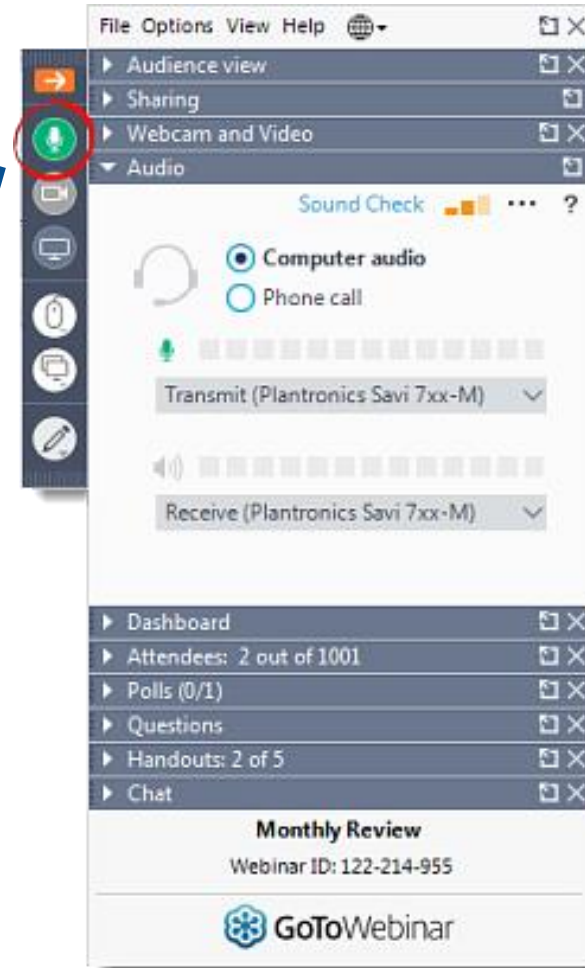 File Options View Help
Audience view
Sharing
Webcam and Video
Audio
Sound Check ... ?
Computer audio
Phone call
Transmit (Plantronics Savi 7xx-M)
Receive (Plantronics Savi 7xx-M)
Dashboard
Attendees: 2 out of 1001
Polls (0/1)
Questions
Handouts: 2 of 5
Chat
Monthly Review
Webinar ID: 122-214-955
GoToWebinar